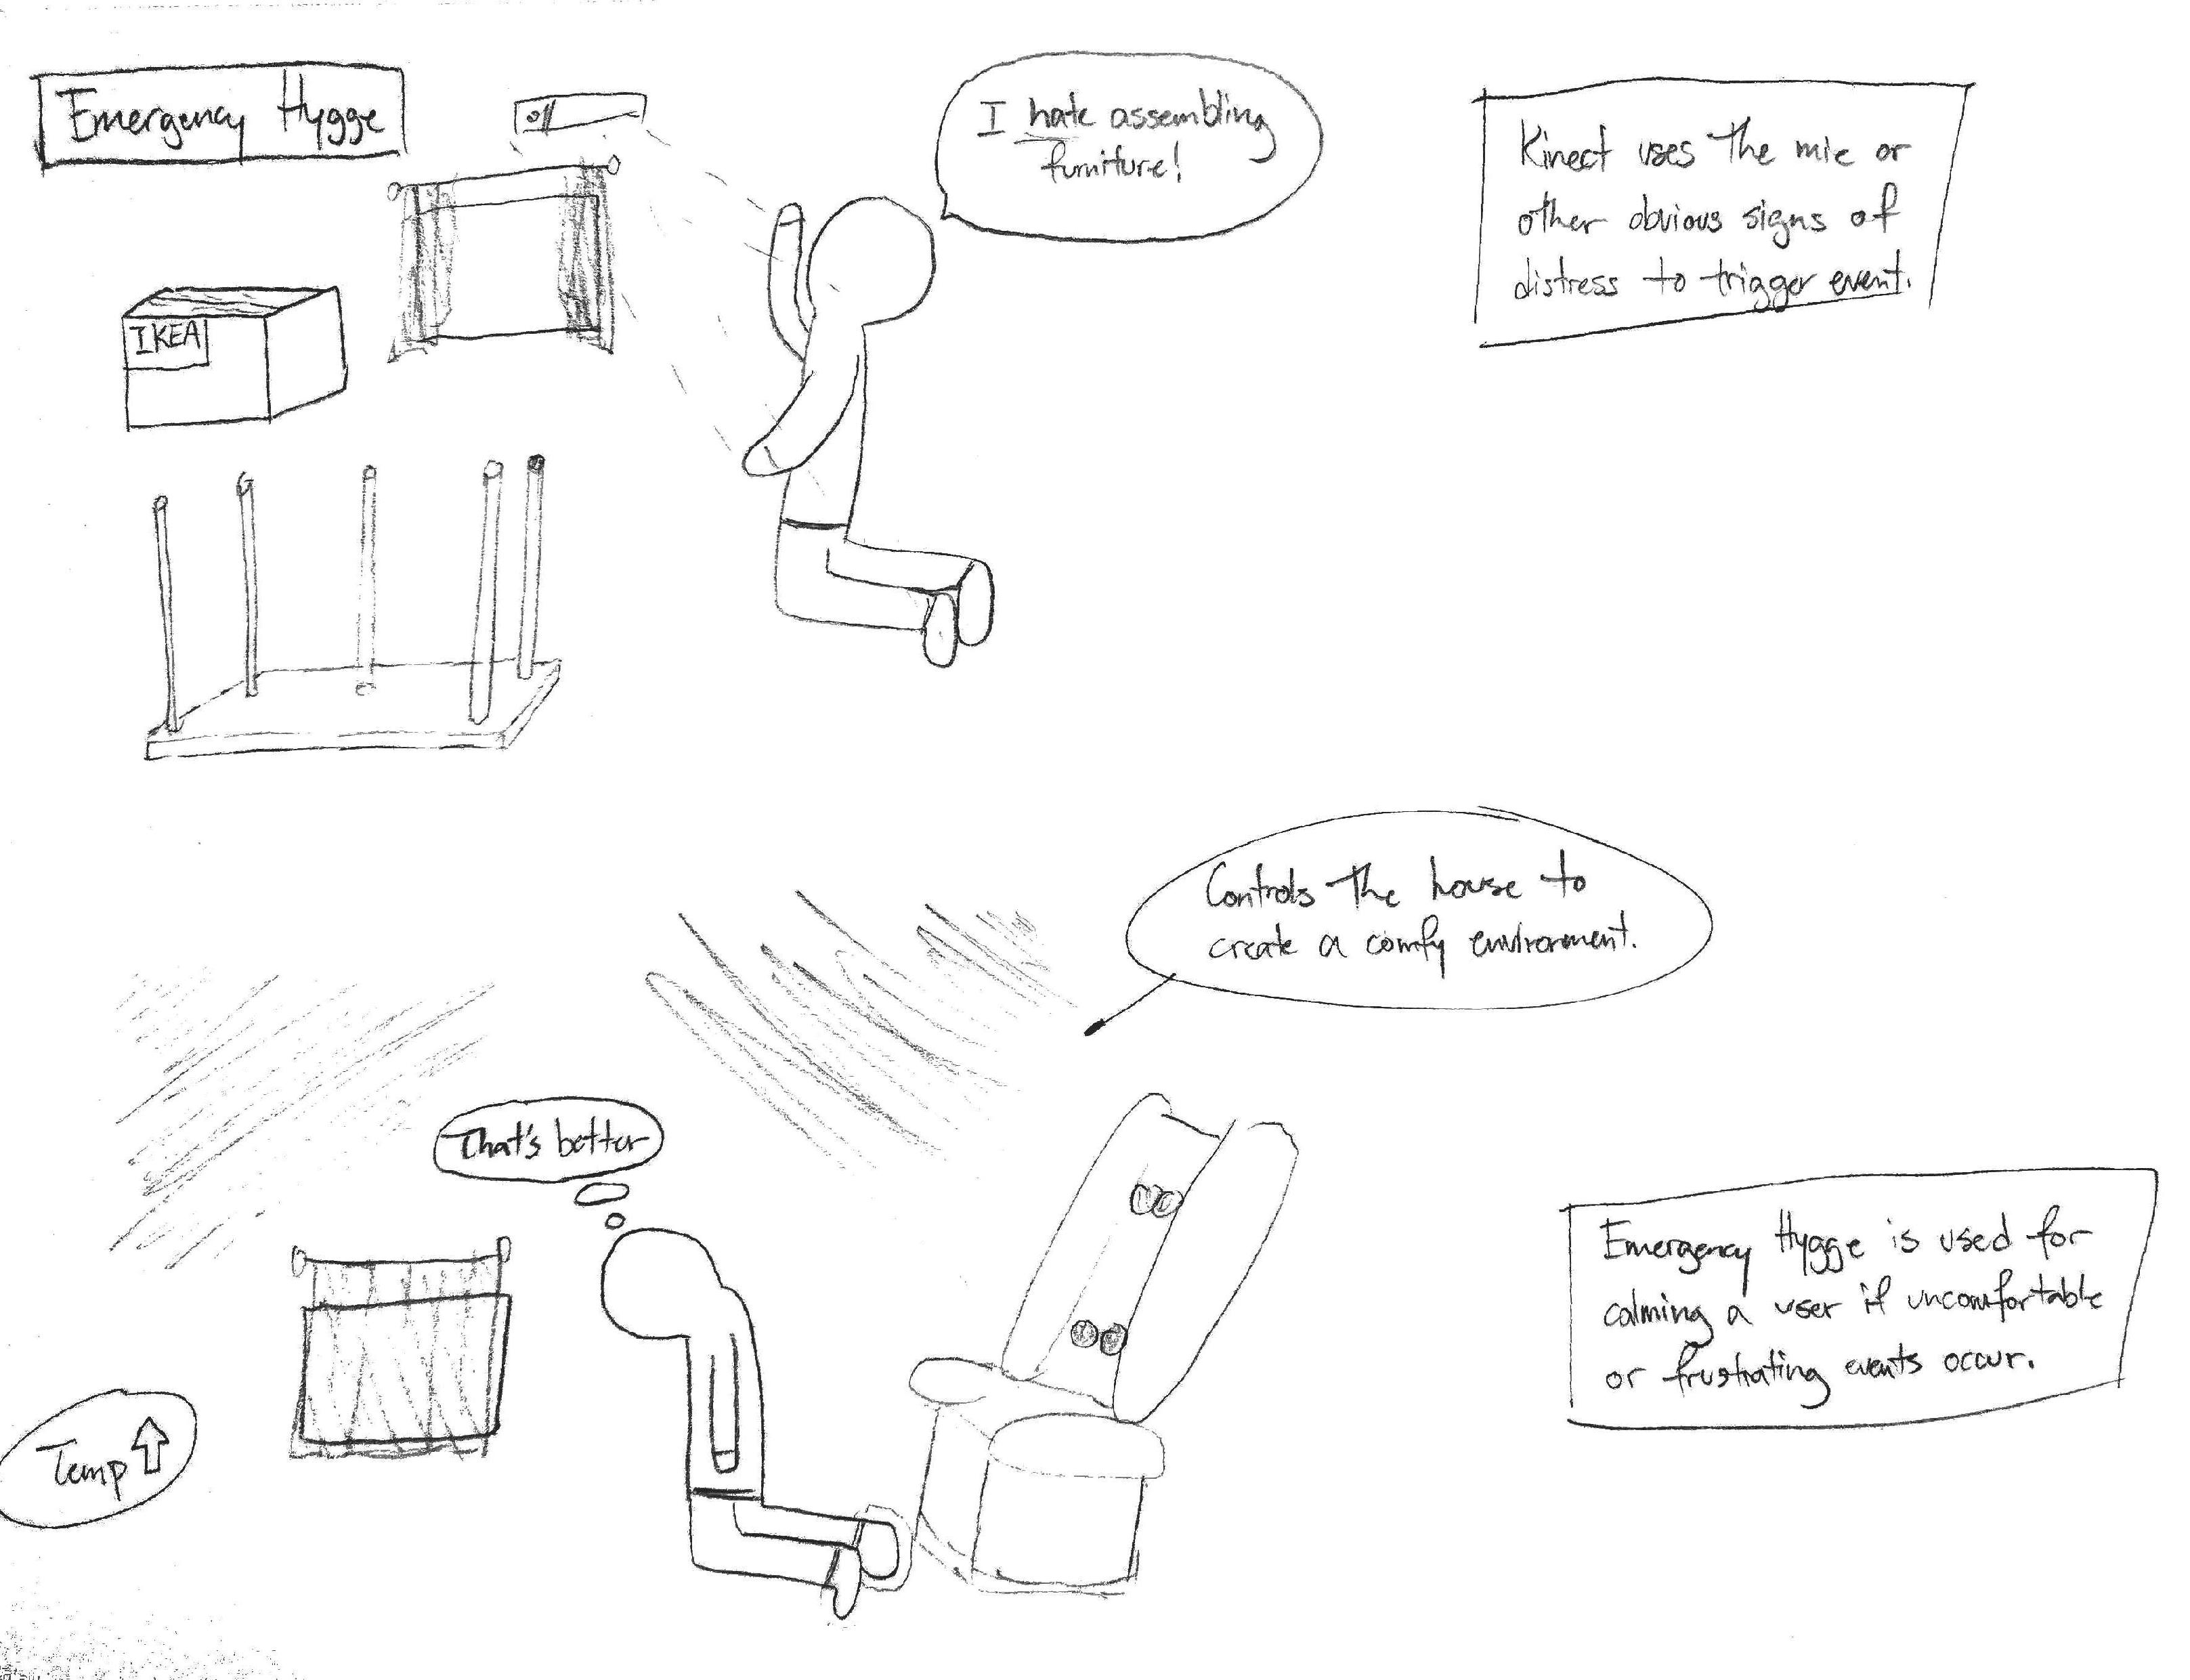 Emergency Hygge
I hate assembling
furniture!
Kinect uses the mic or
other obvious signs of
distress to trigger event.
IKEA
Controls the house to
create a comfy environment.
That's better
Emergency Hygge is used for
calming a user if uncomfortable
or frustrating events occur.
Temp ⇧